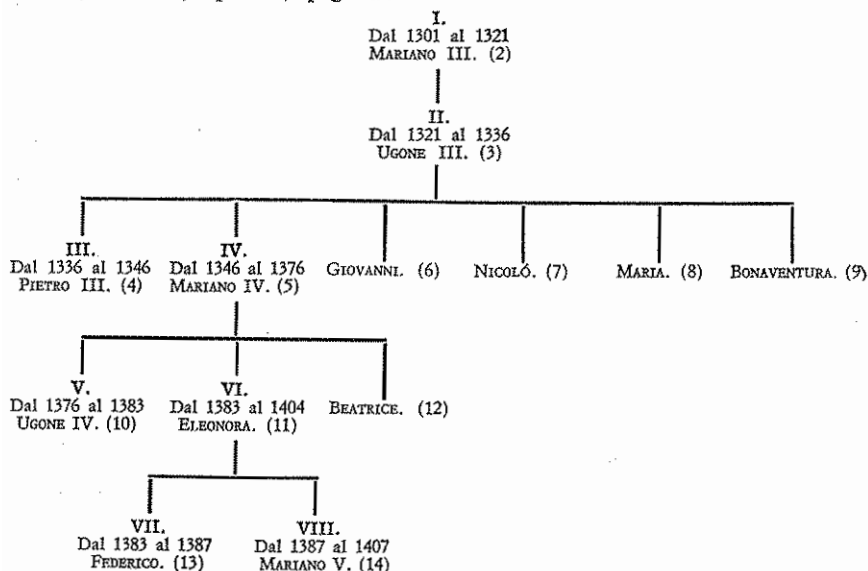 I.
Dal 1301 al 1321
MARIANO III. (2)
II.
Dal 1321 al 1336
UGONE III. (3)
III.
Dal 1336 al 1346
PIETRO III. (4)
IV.
Dal 1346 al 1376
MARIANO IV. (5)
GIOVANNI. (6)
NICOLÓ. (7)
MARIA. (8)
BONAVENTURA. (9)
V.
Dal 1376 al 1383
UGONE IV. (10)
VI.
Dal 1383 al 1404
ELEONORA. (11)
BEATRICE. (12)
VII.
Dal 1383 al 1387
FEDERICO. (13)
VIII.
Dal 1387 al 1407
MARIANO V. (14)